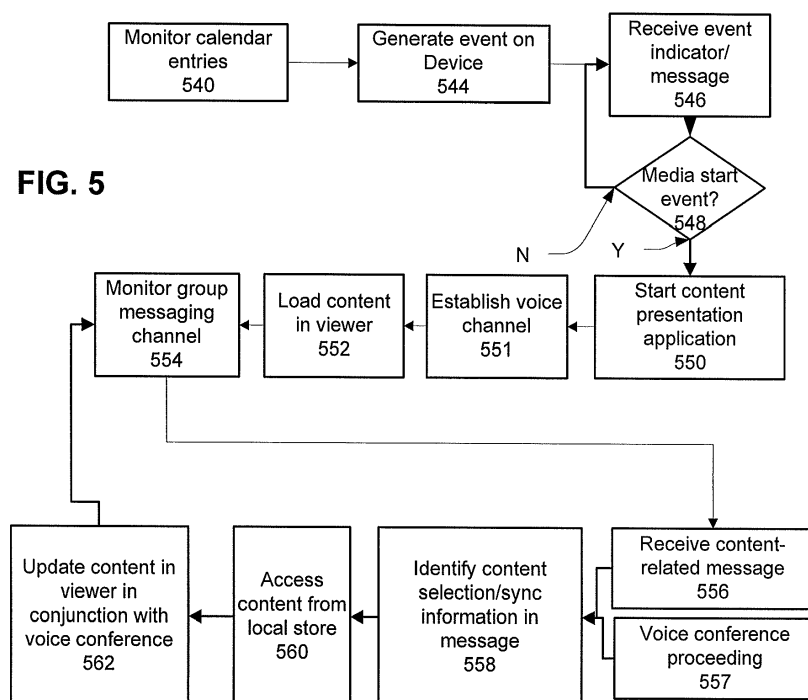 Monitor calendar
entries
540
Generate event on
Device
544
Receive event
indicator/
message
546
FIG. 5
Media start
event?
548
N
Y
Monitor group
messaging
channel
554
Load content
in viewer
552
Establish voice
channel
551
Start content
presentation
application
550
Update content in
viewer in
conjunction with
voice conference
562
Access
content from
local store
560
Identify content
selection/sync
information in
message
558
Receive content-
related message
556
Voice conference
proceeding
557